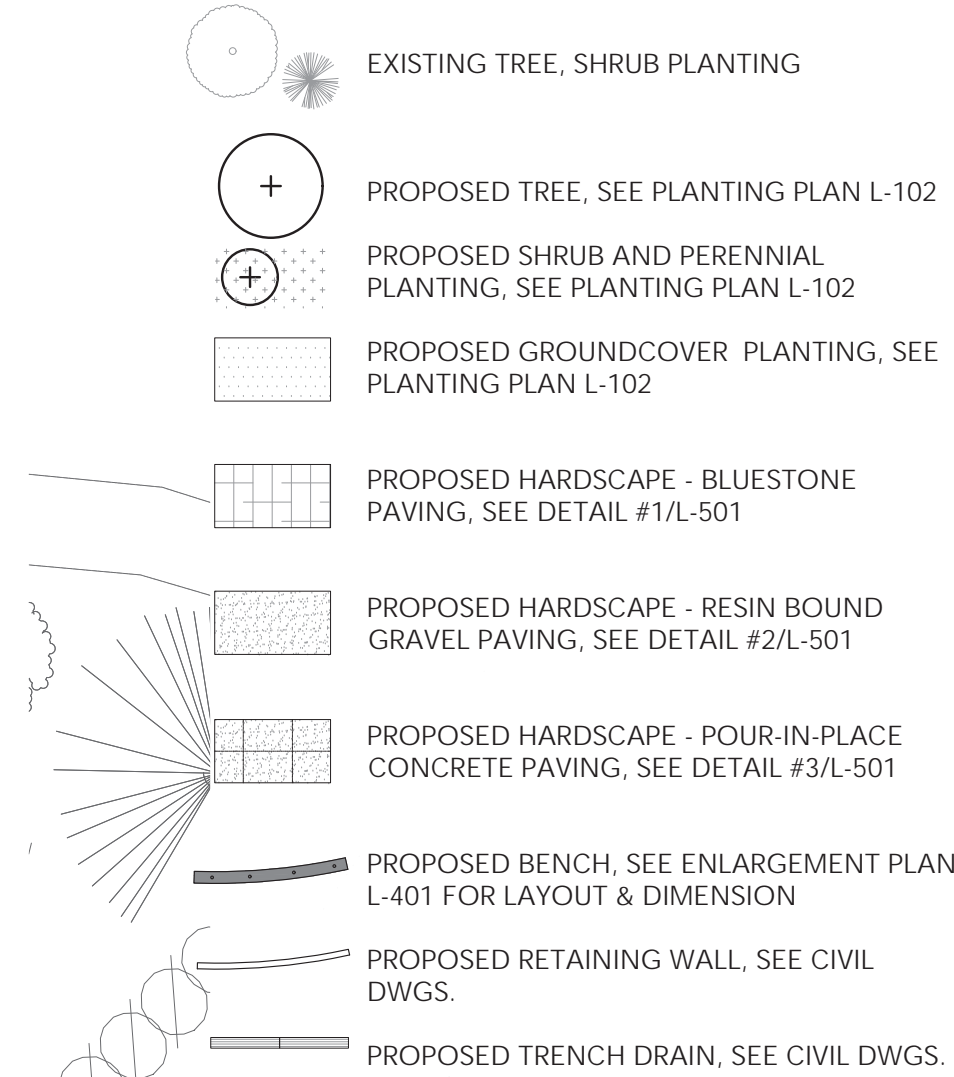 EXISTING TREE, SHRUB PLANTING
PROPOSED TREE, SEE PLANTING PLAN L-102
PROPOSED SHRUB AND PERENNIAL
PLANTING, SEE PLANTING PLAN L-102
PROPOSED GROUNDCOVER PLANTING, SEE
PLANTING PLAN L-102
PROPOSED HARDSCAPE - BLUESTONE
PAVING, SEE DETAIL #1/L-501
PROPOSED HARDSCAPE - RESIN BOUND
GRAVEL PAVING, SEE DETAIL #2/L-501
PROPOSED HARDSCAPE - POUR-IN-PLACE
CONCRETE PAVING, SEE DETAIL #3/L-501
PROPOSED BENCH, SEE ENLARGEMENT PLAN
L-401 FOR LAYOUT & DIMENSION
PROPOSED RETAINING WALL, SEE CIVIL
DWGS.
PROPOSED TRENCH DRAIN, SEE CIVIL DWGS.